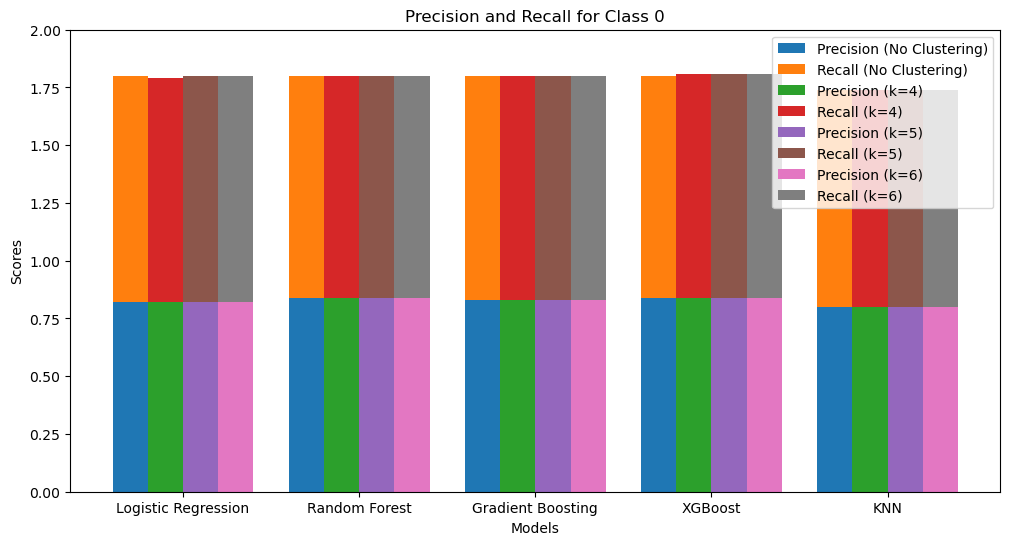 Precision and Recall for Class 0
2.00
1.75
1.50
1.25
1.00
0.75
0.50
0.25
0.00
Scores
Precision (No Clustering)
Recall (No Clustering)
Precision (k=4)
Recall (k=4)
Precision (k=5)
Recall (k=5)
Precision (k=6)
Recall (k=6)
Logistic Regression Random Forest Gradient Boosting XGBoost KNN
Models